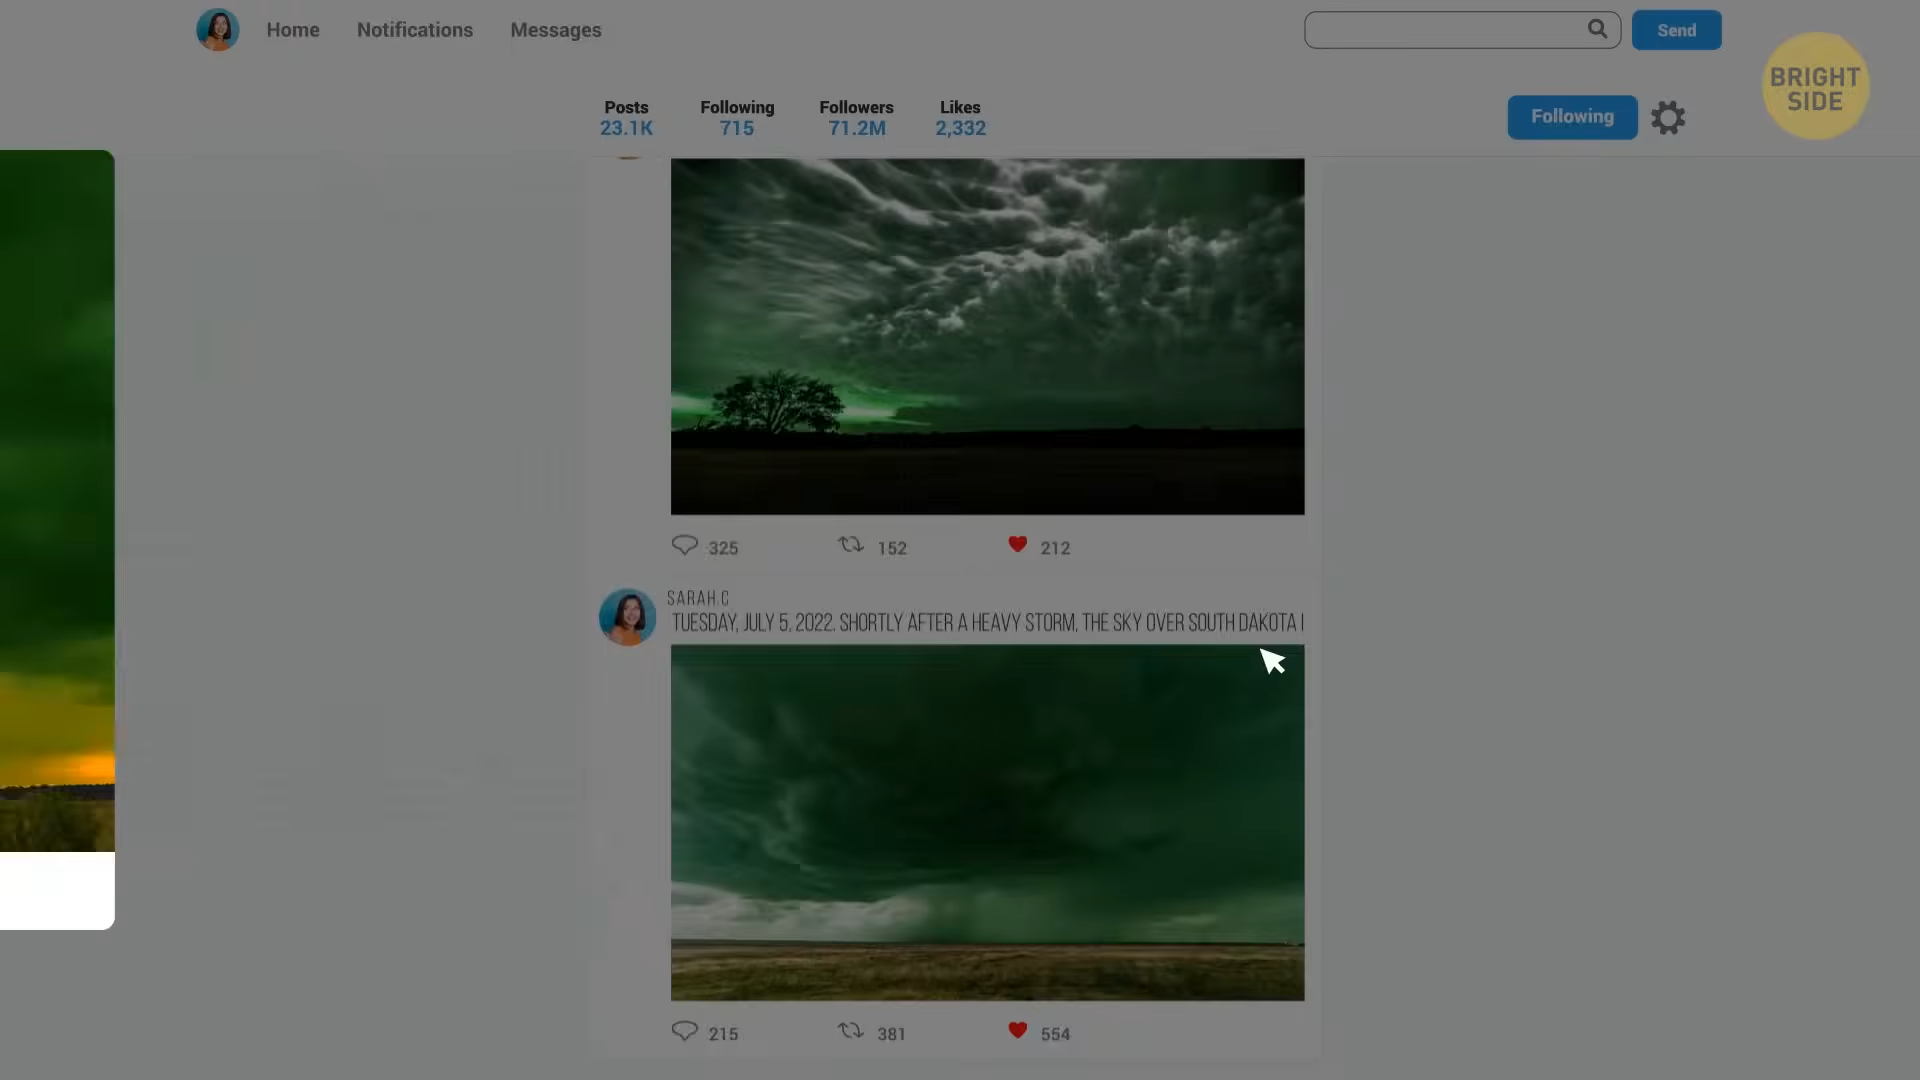 Home Notifications Messages
Send
BRIGHT
SIDE
Posts Following Followers Likes
23.1K 715 71.2M 2,332
Following
325 152 212
SARAH.C
TUESDAY, JULY 5, 2022. SHORTLY AFTER A HEAVY STORM, THE SKY OVER SOUTH DAKOTA
215 381 554